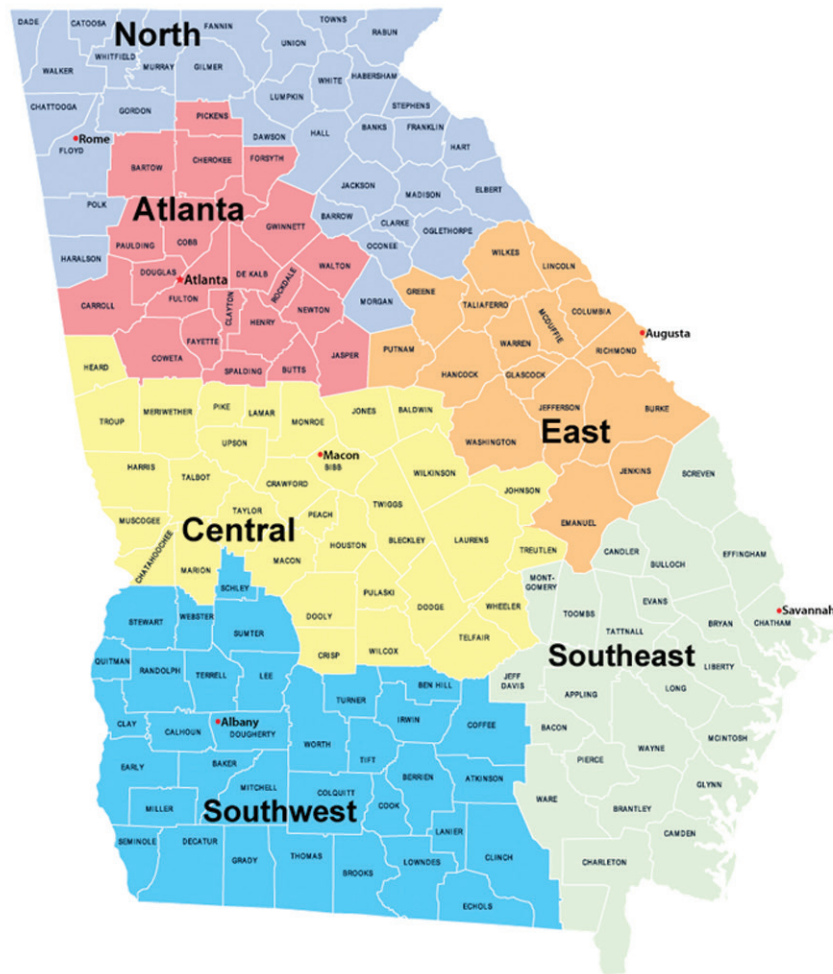 DADE
CATOOSA
FANNIN
TOWNS
RABUN
North
UNION
WHITFIELD
WALKER
MURRAY
GILMER
WHITE
HABERSHAM
LUMPKIN
STEPHENS
CHATTOOGA
GORDON
PICKENS
DAWSON
HALL
BANKS
FRANKLIN
Rome
FLOYD
HART
BARTOW
CHEROKEE
FORSYTH
JACKSON
MADISON
ELBERT
POLK
Atlanta
BARROW
CLARKE
OGLETHORPE
GWINNETT
PAULDING
COBB
OCONEE
HARALSON
WILKES
LINCOLN
DOUGLAS
Atlanta
DE KALB
ROCKDALE
WALTON
FULTON
CLAYTON
CARROLL
NEWTON
MORGAN
GREENE
TALIAFERRO
MCDUFFIE
COLUMBIA
HENRY
FAYETTE
Augusta
WARREN
RICHMOND
COWETA
SPALDING
BUTTS
JASPER
PUTNAM
HANCOCK
GLASCOCK
HEARD
TROUP
MERIWETHER
PIKE
LAMAR
MONROE
JONES
BALDWIN
JEFFERSON
BURKE
UPSON
WASHINGTON
East
Macon
BIBB
HARRIS
TALBOT
CRAWFORD
WILKINSON
JENKINS
SCREVEN
JOHNSON
TWIGGS
TAYLOR
PEACH
MUSCOGEE
Central
EMANUEL
CHATAHOOCHEE
MARION
MACON
HOUSTON
BLECKLEY
LAURENS
TREUTLEN
CANDLER
BULLOCH
EFFINGHAM
SCHLEY
MONT-
GOMERY
DOOLY
PULASKI
DODGE
WHEELER
TOOMBS
EVANS
TATTNALL
BRYAN
Savannah
CHATHAM
STEWART
WEBSTER
SUMTER
CRISP
WILCOX
TELFAIR
Southeast
QUITMAN
RANDOLPH
TERRELL
LEE
LIBERTY
JEFF
DAVIS
BEN HILL
TURNER
APPLING
LONG
CLAY
CALHOUN
Albany
DOUGHERTY
IRWIN
COFFEE
BACON
WORTH
TIFT
WAYNE
MCINTOSH
EARLY
BAKER
PIERCE
MITCHELL
BERRIEN
ATKINSON
GLYNN
COLQUITT
MILLER
Southwest
COOK
WARE
BRANTLEY
LANIER
CAMDEN
SEMINOLE
DECATUR
GRADY
THOMAS
BROOKS
LOWNDES
CLINCH
CHARLETON
ECHOLS